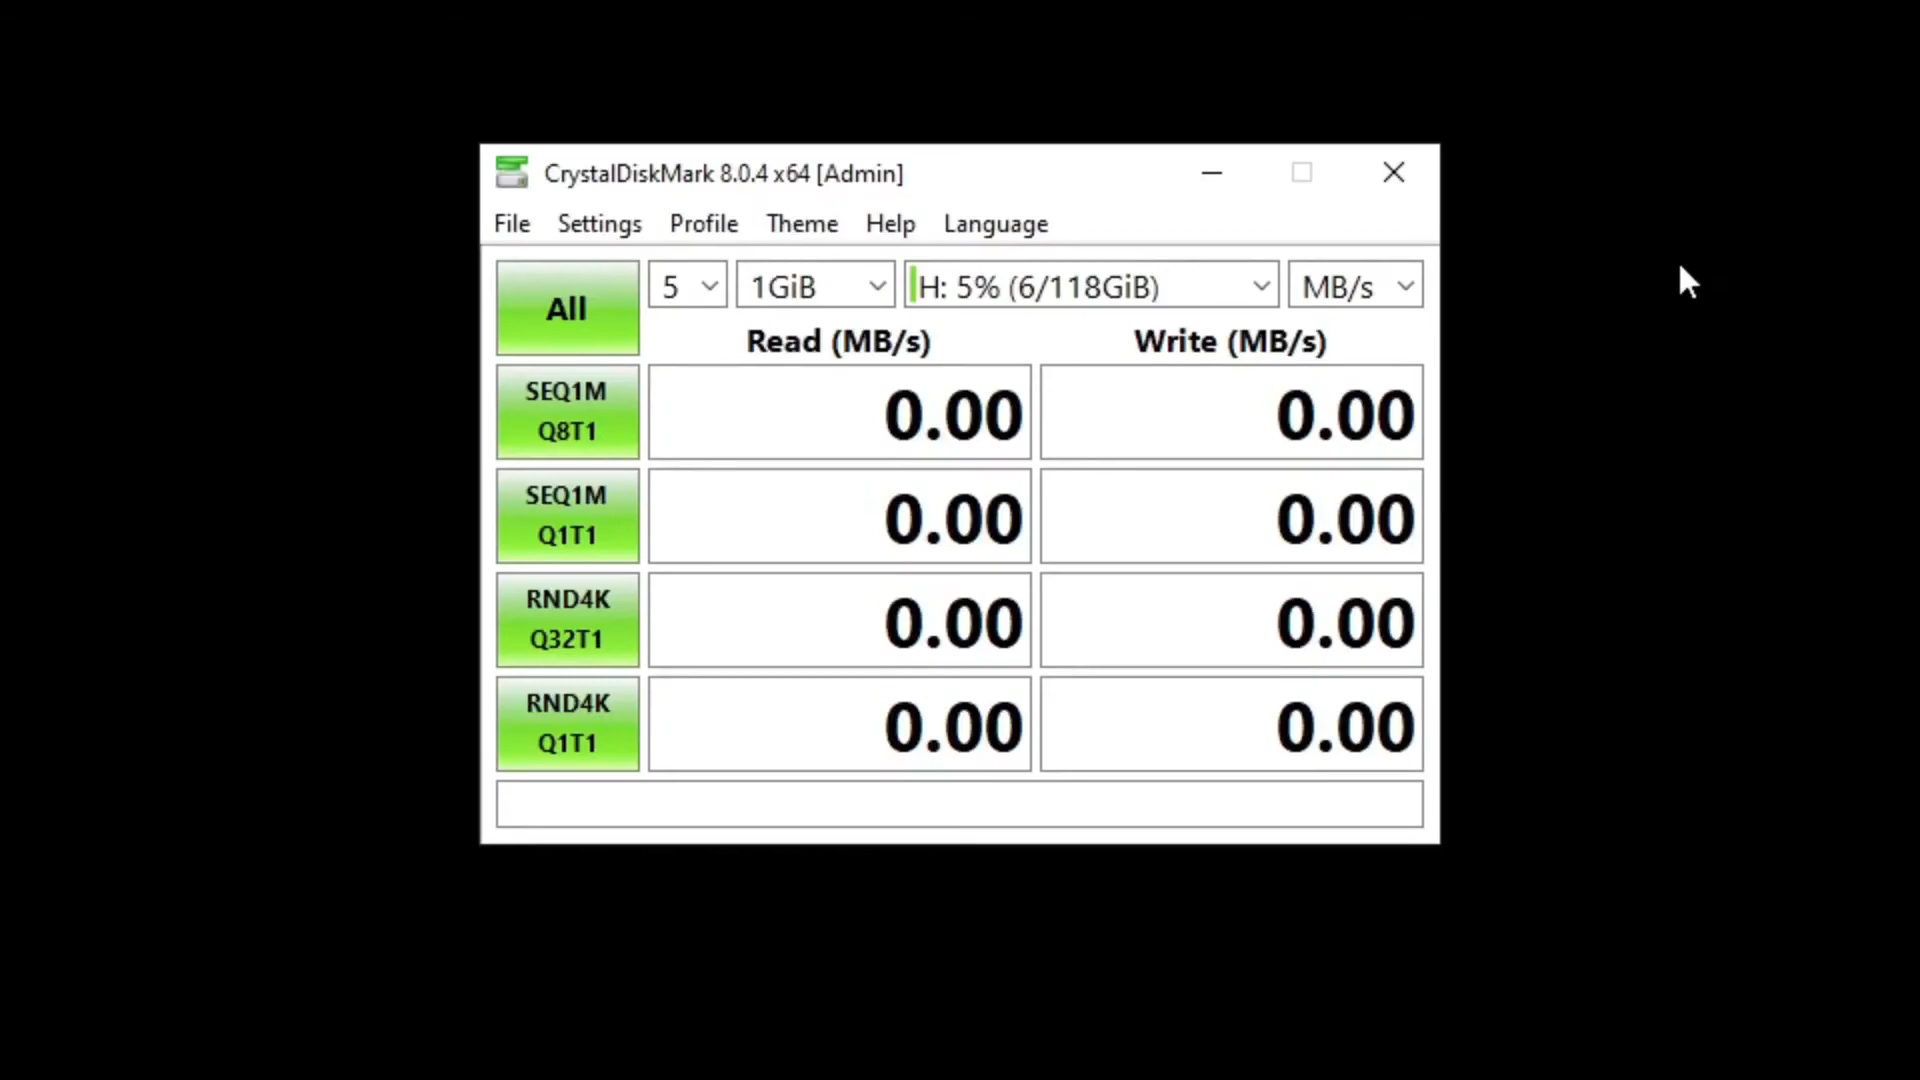 CrystalDiskMark 8.0.4 x64 [Admin]
File Settings Profile Theme Help Language
All 5 1GiB H: 5% (6/118GiB) MB/s
Read (MB/s) Write (MB/s)
SEQ1M
Q8T1
0.00 0.00
SEQ1M
Q1T1
0.00 0.00
RND4K
Q32T1
0.00 0.00
RND4K
Q1T1
0.00 0.00